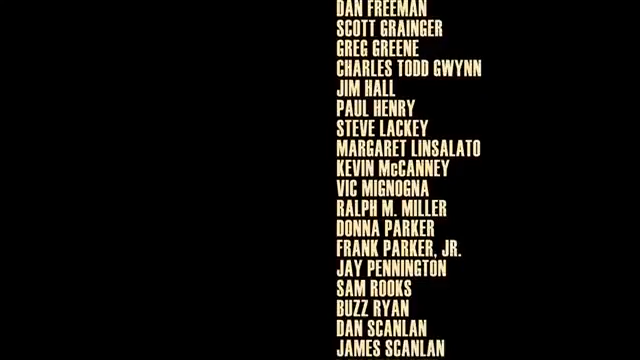 DAN FREEMAN
SCOTT GRAINGER
GREG GREENE
CHARLES TODD GWYNN
JIM HALL
PAUL HENRY
STEVE LACKEY
MARGARET LINSALATO
KEVIN McCANNEY
VIC MIGNOGNA
RALPH M. MILLER
DONNA PARKER
FRANK PARKER, JR.
JAY PENNINGTON
SAM ROOKS
BUZZ RYAN
DAN SCANLAN
JAMES SCANLAN